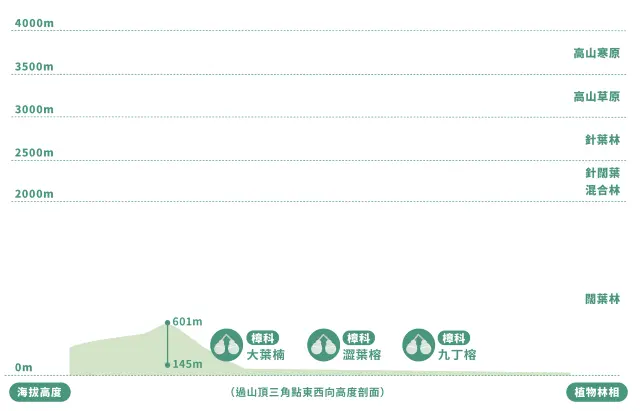 4000m
高山寒原
3500m
高山草原
3000m
針葉林
2500m
針闊葉
混合林
2000m
闊葉林
601m
145m
樟科
大葉楠
樟科
澀葉榕
樟科
九丁榕
0m
海拔高度
（過山頂三角點東西向高度剖面）
植物林相